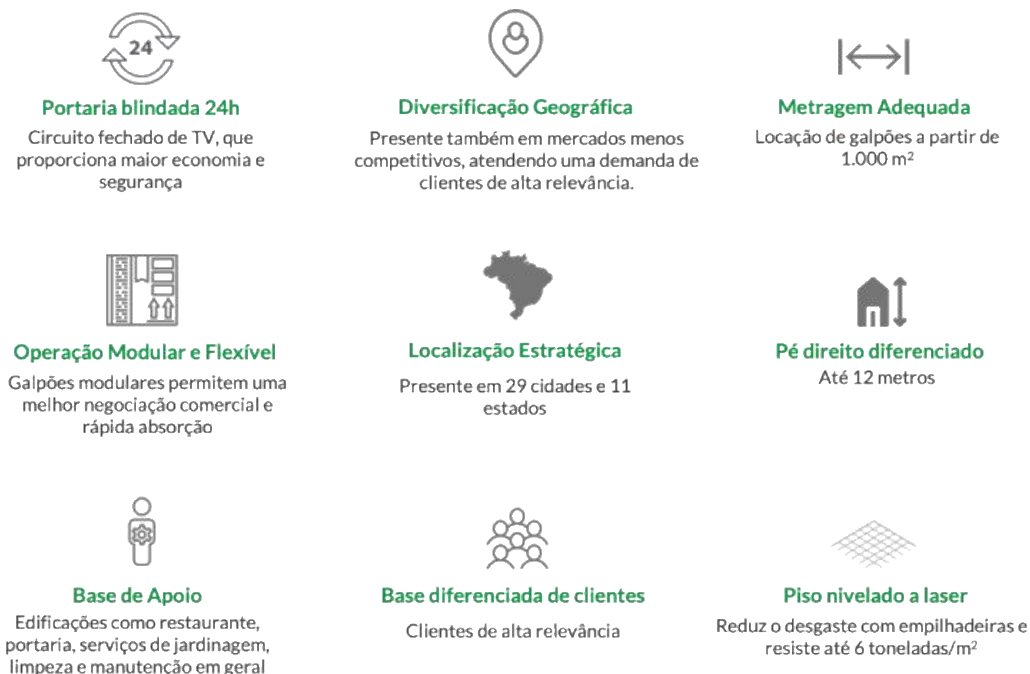 24
Portaria blindada 24h
Circuito fechado de TV, que
proporciona maior economia e
segurança
Diversificação Geográfica
Presente também em mercados menos
competitivos, atendendo uma demanda de
clientes de alta relevância.
Metragem Adequada
Locação de galpões a partir de
1.000 m²
Operação Modular e Flexível
Galpões modulares permitem uma
melhor negociação comercial e
rápida absorção
Localização Estratégica
Presente em 29 cidades e 11
estados
Pé direito diferenciado
Até 12 metros
Base de Apoio
Edificações como restaurante,
portaria, serviços de jardinagem,
limpeza e manutenção em geral
Base diferenciada de clientes
Clientes de alta relevância
Piso nivelado a laser
Reduz o desgaste com empilhadeiras e
resiste até 6 toneladas/m²